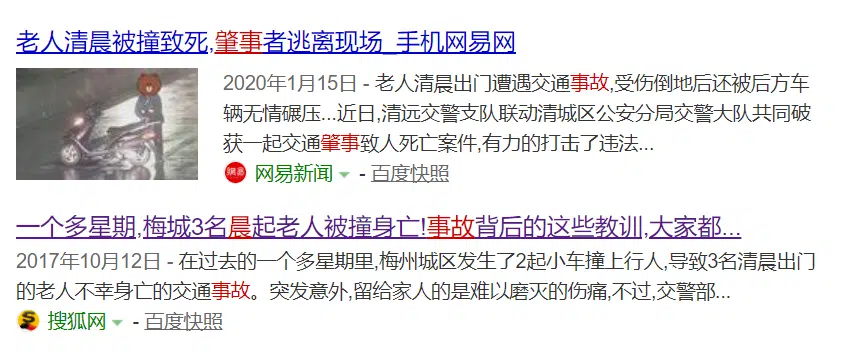 老人清晨被撞致死,肇事者逃离现场_手机网易网
2020年1月15日 - 老人清晨出门遭遇交通事故,受伤倒地后还被后方车
辆无情碾压...近日,清远交警支队联动清城区公安分局交警大队共同破
获一起交通肇事致人死亡案件,有力的打击了违法...
網易 网易新闻 - 百度快照
一个多星期,梅城3名晨起老人被撞身亡!事故背后的这些教训,大家都...
2017年10月12日 - 在过去的一个多星期里,梅州城区发生了2起小车撞上行人,导致3名清晨出门
的老人不幸身亡的交通事故。突发意外,留给家人的是难以磨灭的伤痛,不过,交警部...
搜狐网 - 百度快照